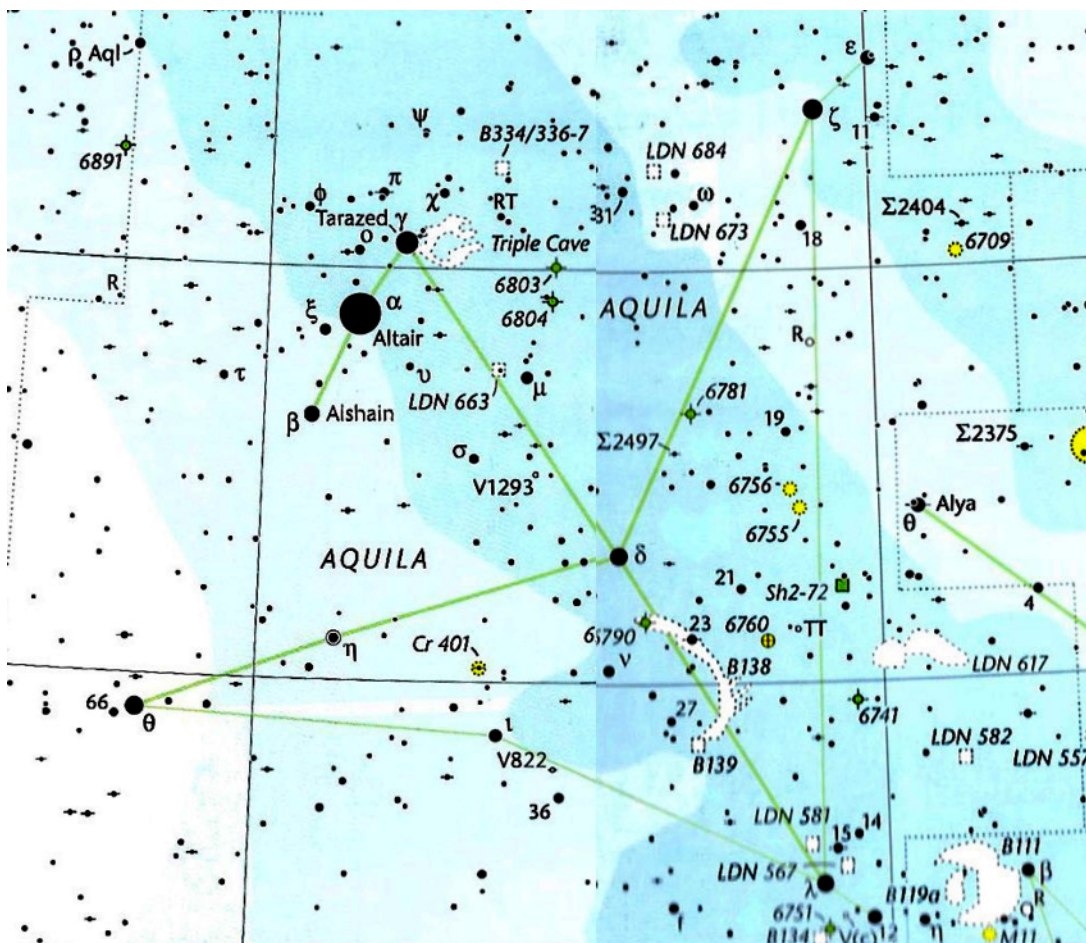 ρ Aql
ε
ψ
ζ
B334/336-7
11
6891
LDN 684
π
φ
χ
RT
31
ω
Σ2404
Tarazed γ
LDN 673
6709
ο
18
Triple Cave
6803
R
α
6804
AQUILA
ξ
Altair
R
τ
υ
LDN 663
μ
6781
β Alshain
19
Σ2375
σ
Σ2497
V1293
6756
Alya
θ
6755
AQUILA
δ
21
Sh2-72
4
6790
23
6760
TT
η
Cr 401
ν
B138
LDN 617
66
θ
27
6741
ι
LDN 582
LDN 557
V822
B139
36
LDN 581
15
14
LDN 567
B111
λ
β
B119a
R
f
6751
Q
B134
V(c)
12
η
M11